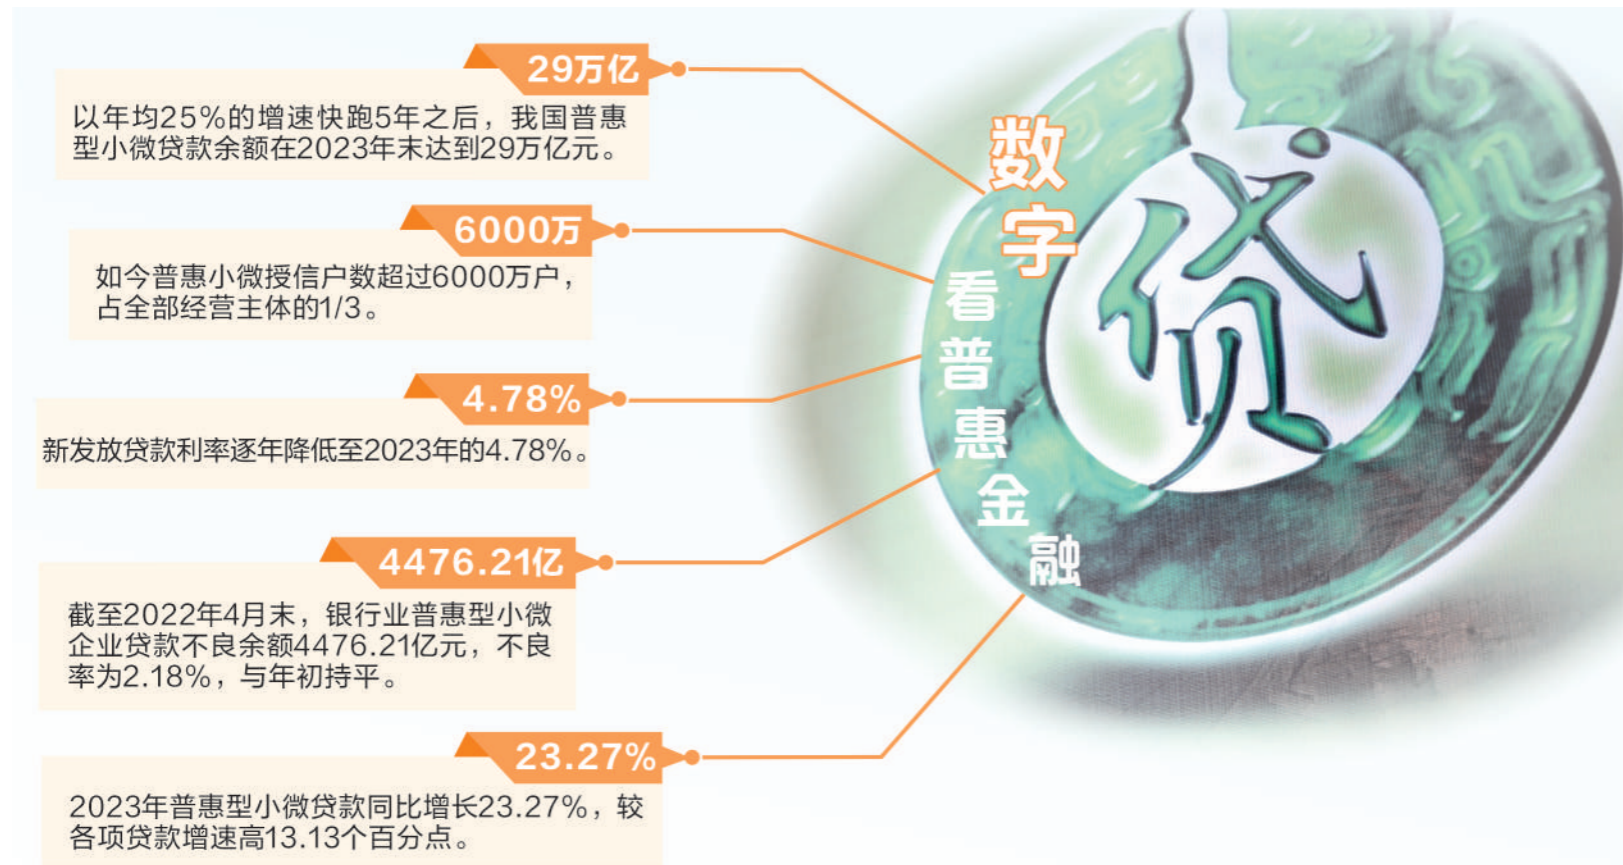 29万亿
以年均25%的增速快跑5年之后，我国普惠
型小微贷款余额在2023年末达到29万亿元。
6000万
如今普惠小微授信户数超过6000万户，
占全部经营主体的1/3。
4.78%
新发放贷款利率逐年降低至2023年的4.78%。
4476.21亿
截至2022年4月末，银行业普惠型小微
企业贷款不良余额4476.21亿元，不良
率为2.18%，与年初持平。
23.27%
2023年普惠型小微贷款同比增长23.27%，较
各项贷款增速高13.13个百分点。
数字
看普惠金融
贷